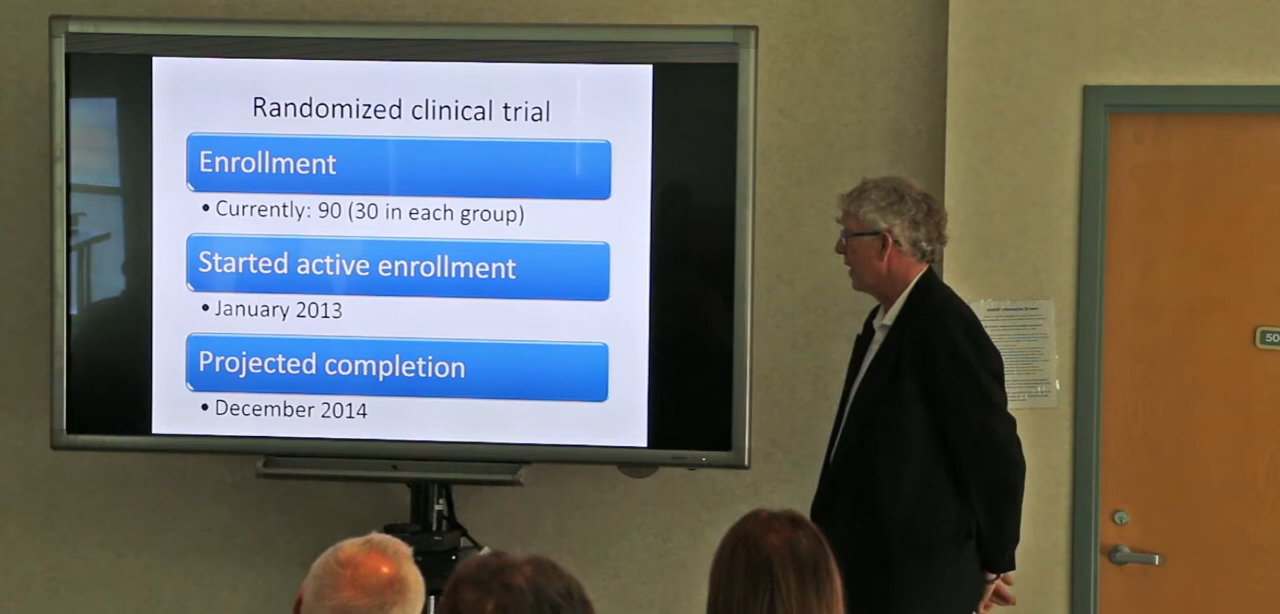 Randomized clinical trial
Enrollment
• Currently: 90 (30 in each group)
Started active enrollment
• January 2013
Projected completion
• December 2014
50